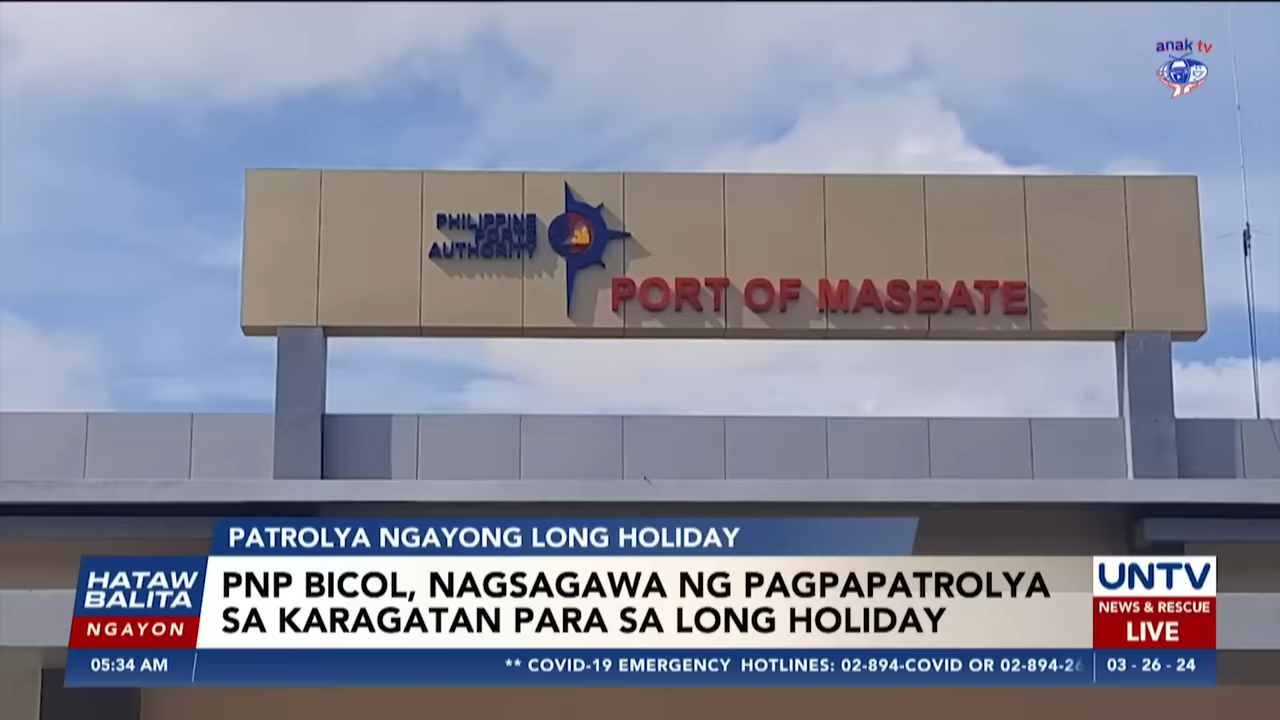 anak tv
PHILIPPINE
PORTS
AUTHORITY
PORT OF MASBATE
PATROLYA NGAYONG LONG HOLIDAY
HATAW
BALITA
NGAYON
PNP BICOL, NAGSAGAWA NG PAGPAPATROLYA
SA KARAGATAN PARA SA LONG HOLIDAY
UNTV
NEWS & RESCUE
LIVE
05:34 AM
** COVID-19 EMERGENCY HOTLINES: 02-894-COVID OR 02-894-26
03 - 26 - 24